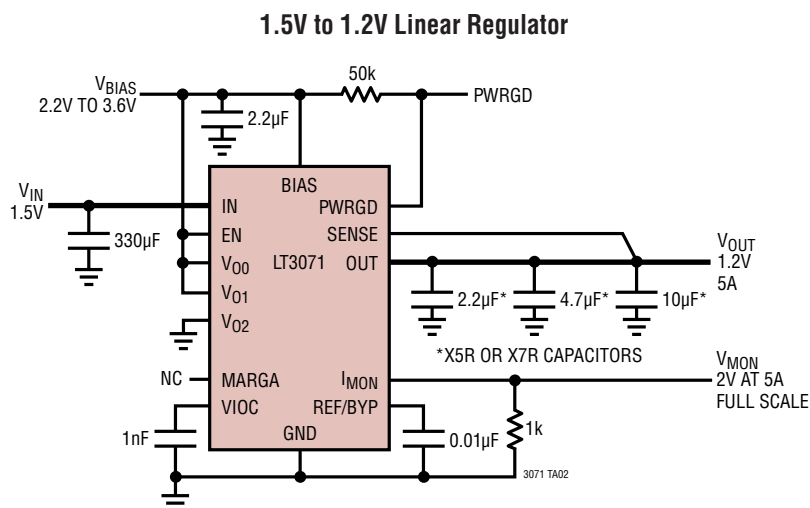 1.5V to 1.2V Linear Regulator
50k
VBIAS
2.2V TO 3.6V
PWRGD
2.2µF
BIAS
VIN
1.5V
IN
PWRGD
330µF
EN
SENSE
VO0
LT3071
OUT
VOUT
1.2V
5A
VO1
2.2µF*
4.7µF*
10µF*
VO2
*X5R OR X7R CAPACITORS
NC
MARGA
IMON
VMON
2V AT 5A
FULL SCALE
VIOC
REF/BYP
1nF
GND
0.01µF
1k
3071 TA02